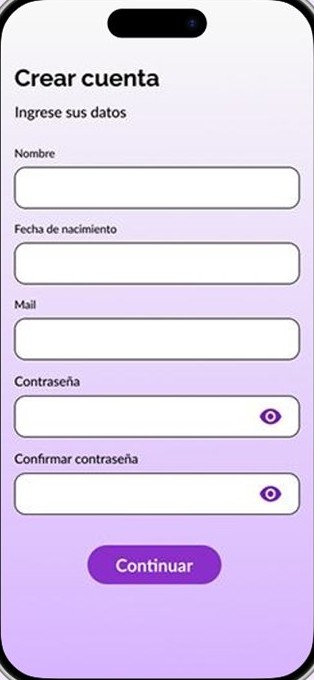 Crear cuenta
Ingrese sus datos
Nombre
Fecha de nacimiento
Mail
Contraseña
Confirmar contraseña
Continuar